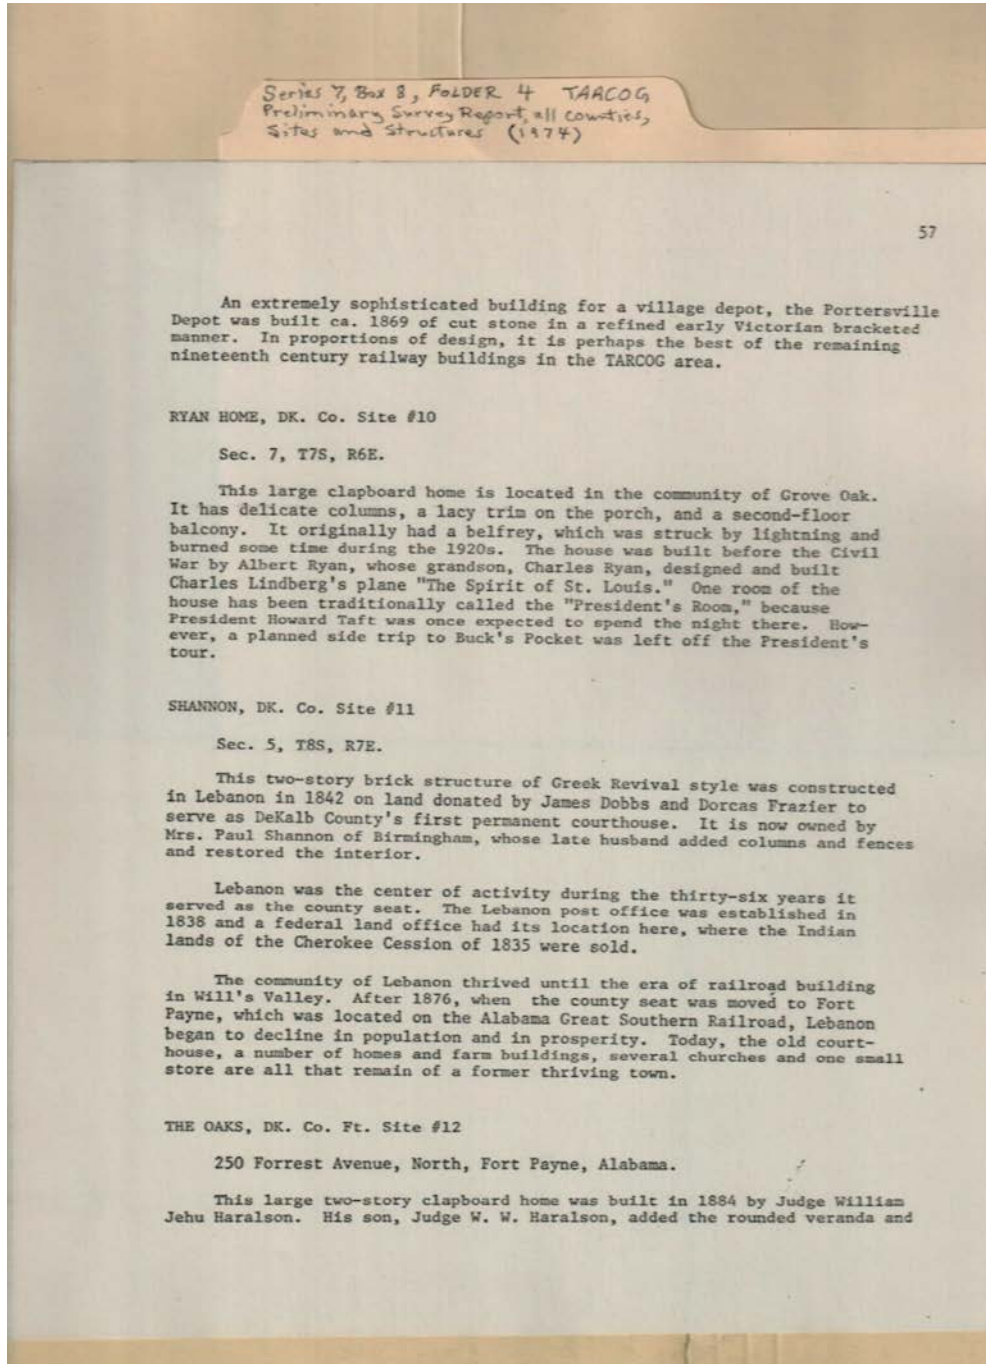 Series 7, Box 8, FOLDER 4 TARCOG
Preliminary Survey Report, all counties,
Sites and Structures (1974)
57
An extremely sophisticated building for a village depot, the Portersville
Depot was built ca. 1869 of cut stone in a refined early Victorian bracketed
manner. In proportions of design, it is perhaps the best of the remaining
nineteenth century railway buildings in the TARCOG area.
RYAN HOME, DK. Co. Site #10
Sec. 7, T7S, R6E.
This large clapboard home is located in the community of Grove Oak.
It has delicate columns, a lacy trim on the porch, and a second-floor
balcony. It originally had a belfrey, which was struck by lightning and
burned some time during the 1920s. The house was built before the Civil
War by Albert Ryan, whose grandson, Charles Ryan, designed and built
Charles Lindberg's plane "The Spirit of St. Louis." One room of the
house has been traditionally called the "President's Room," because
President Howard Taft was once expected to spend the night there. How-
ever, a planned side trip to Buck's Pocket was left off the President's
tour.
SHANNON, DK. Co. Site #11
Sec. 5, T8S, R7E.
This two-story brick structure of Greek Revival style was constructed
in Lebanon in 1842 on land donated by James Dobbs and Dorcas Frazier to
serve as DeKalb County's first permanent courthouse. It is now owned by
Mrs. Paul Shannon of Birmingham, whose late husband added columns and fences
and restored the interior.
Lebanon was the center of activity during the thirty-six years it
served as the county seat. The Lebanon post office was established in
1838 and a federal land office had its location here, where the Indian
lands of the Cherokee Cession of 1835 were sold.
The community of Lebanon thrived until the era of railroad building
in Will's Valley. After 1876, when the county seat was moved to Fort
Payne, which was located on the Alabama Great Southern Railroad, Lebanon
began to decline in population and in prosperity. Today, the old court-
house, a number of homes and farm buildings, several churches and one small
store are all that remain of a former thriving town.
THE OAKS, DK. Co. Ft. Site #12
250 Forrest Avenue, North, Fort Payne, Alabama.
This large two-story clapboard home was built in 1884 by Judge William
Jehu Haralson. His son, Judge W. W. Haralson, added the rounded veranda and